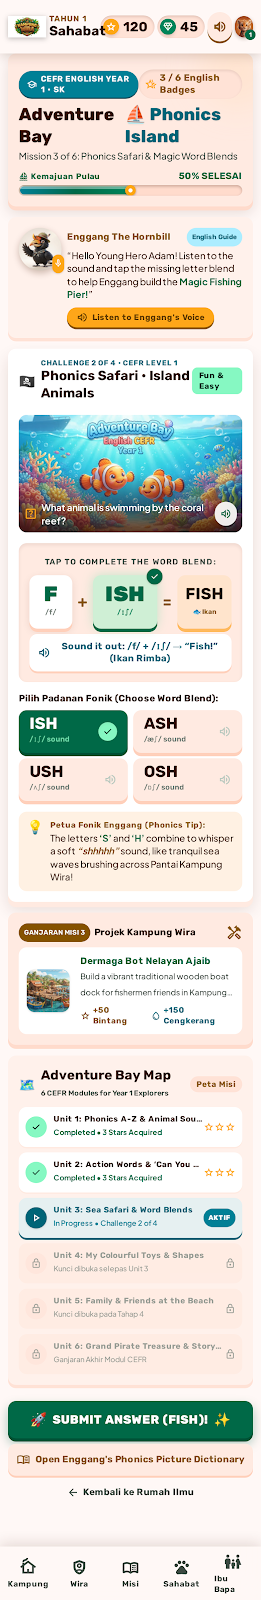 TAHUN 1
Sahabat
120
45
1
CEFR ENGLISH YEAR
1 • SK
3 / 6 English
Badges
Adventure
Bay
⛵ Phonics
Island
Mission 3 of 6: Phonics Safari & Magic Word Blends
Kemajuan Pulau
50% SELESAI
Enggang The Hornbill
English Guide
"Hello Young Hero Adam! Listen to the
sound and tap the missing letter blend
to help Enggang build the Magic Fishing
Pier!"
Listen to Enggang's Voice
CHALLENGE 2 OF 4 • CEFR LEVEL 1
🏴‍☠️ Phonics Safari • Island
Animals
Fun &
Easy
Adventure Bay
English CEFR
Year 1
What animal is swimming by the coral
reef?
TAP TO COMPLETE THE WORD BLEND:
F
/f/
+
ISH
/ɪʃ/
=
FISH
🐟 Ikan
Sound it out: /f/ + /ɪʃ/ → "Fish!"
(Ikan Rimba)
Pilih Padanan Fonik (Choose Word Blend):
ISH
/ɪʃ/ sound
ASH
/æʃ/ sound
USH
/ʌʃ/ sound
OSH
/ɒʃ/ sound
💡 Petua Fonik Enggang (Phonics Tip):
The letters 'S' and 'H' combine to whisper
a soft "shhhhh" sound, like tranquil sea
waves brushing across Pantai Kampung
Wira!
GANJARAN MISI 3
Projek Kampung Wira
Dermaga Bot Nelayan Ajaib
Build a vibrant traditional wooden boat
dock for fishermen friends in Kampung...
+50
Bintang
+150
Cengkerang
🗺️ Adventure Bay Map
6 CEFR Modules for Year 1 Explorers
Peta Misi
Unit 1: Phonics A-Z & Animal Sou...
Completed • 3 Stars Acquired
Unit 2: Action Words & 'Can You ...
Completed • 3 Stars Acquired
Unit 3: Sea Safari & Word Blends
In Progress • Challenge 2 of 4
AKTIF
Unit 4: My Colourful Toys & Shapes
Kunci dibuka selepas Unit 3
Unit 5: Family & Friends at the Beach
Kunci dibuka pada Tahap 4
Unit 6: Grand Pirate Treasure & Story...
Ganjaran Akhir Modul CEFR
🚀 SUBMIT ANSWER (FISH)! ✨
Open Enggang's Phonics Picture Dictionary
← Kembali ke Rumah Ilmu
Kampung
Wira
Misi
Sahabat
Ibu
Bapa